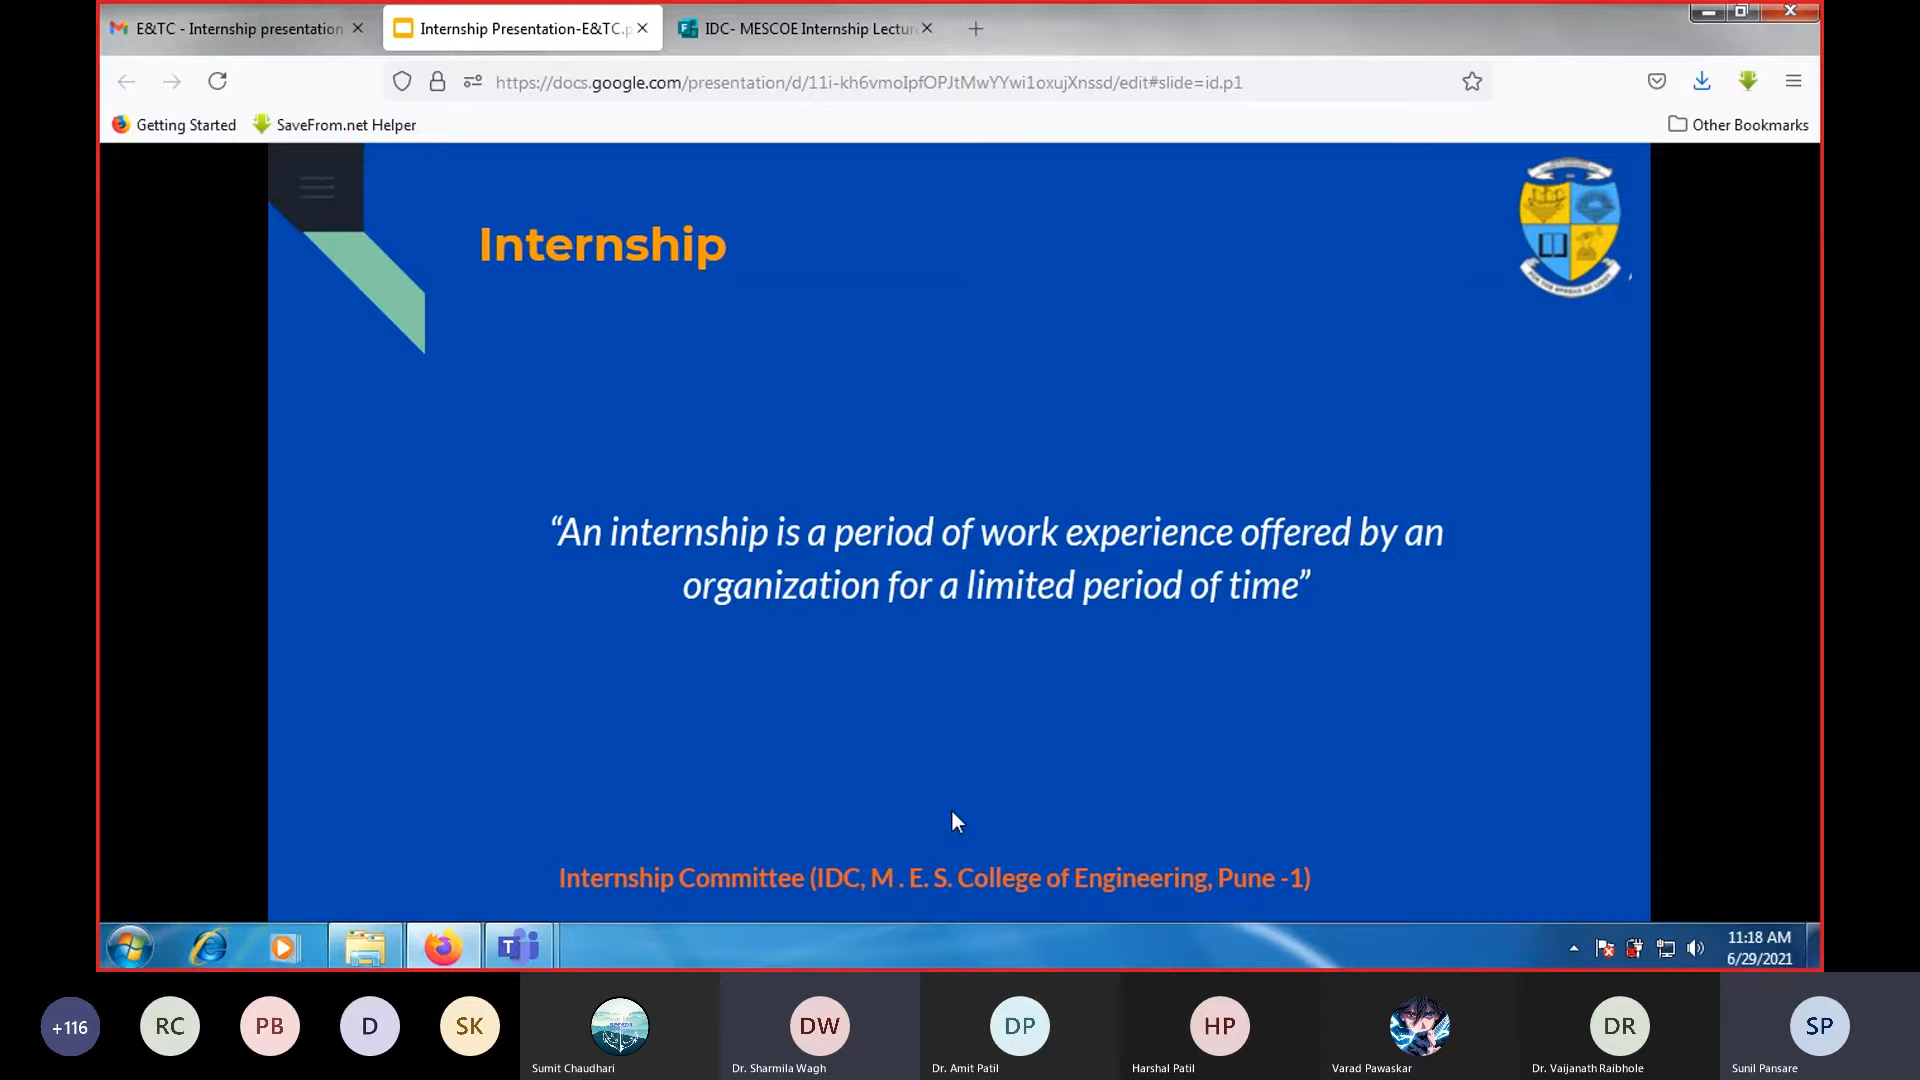 E&TC - Internship presentation
Internship Presentation-E&TC.p
IDC- MESCOE Internship Lectur
https://docs.google.com/presentation/d/11i-kh6vmoIpfOPJtMwYYwi1oxujXnssd/edit#slide=id.p1
Getting Started
SaveFrom.net Helper
Other Bookmarks
Internship
“An internship is a period of work experience offered by an
organization for a limited period of time”
Internship Committee (IDC, M . E. S. College of Engineering, Pune -1)
11:18 AM
6/29/2021
+116
RC
PB
D
SK
DW
DP
HP
DR
SP
Sumit Chaudhari
Dr. Sharmila Wagh
Dr. Amit Patil
Harshal Patil
Varad Pawaskar
Dr. Vaijanath Raibhole
Sunil Pansare